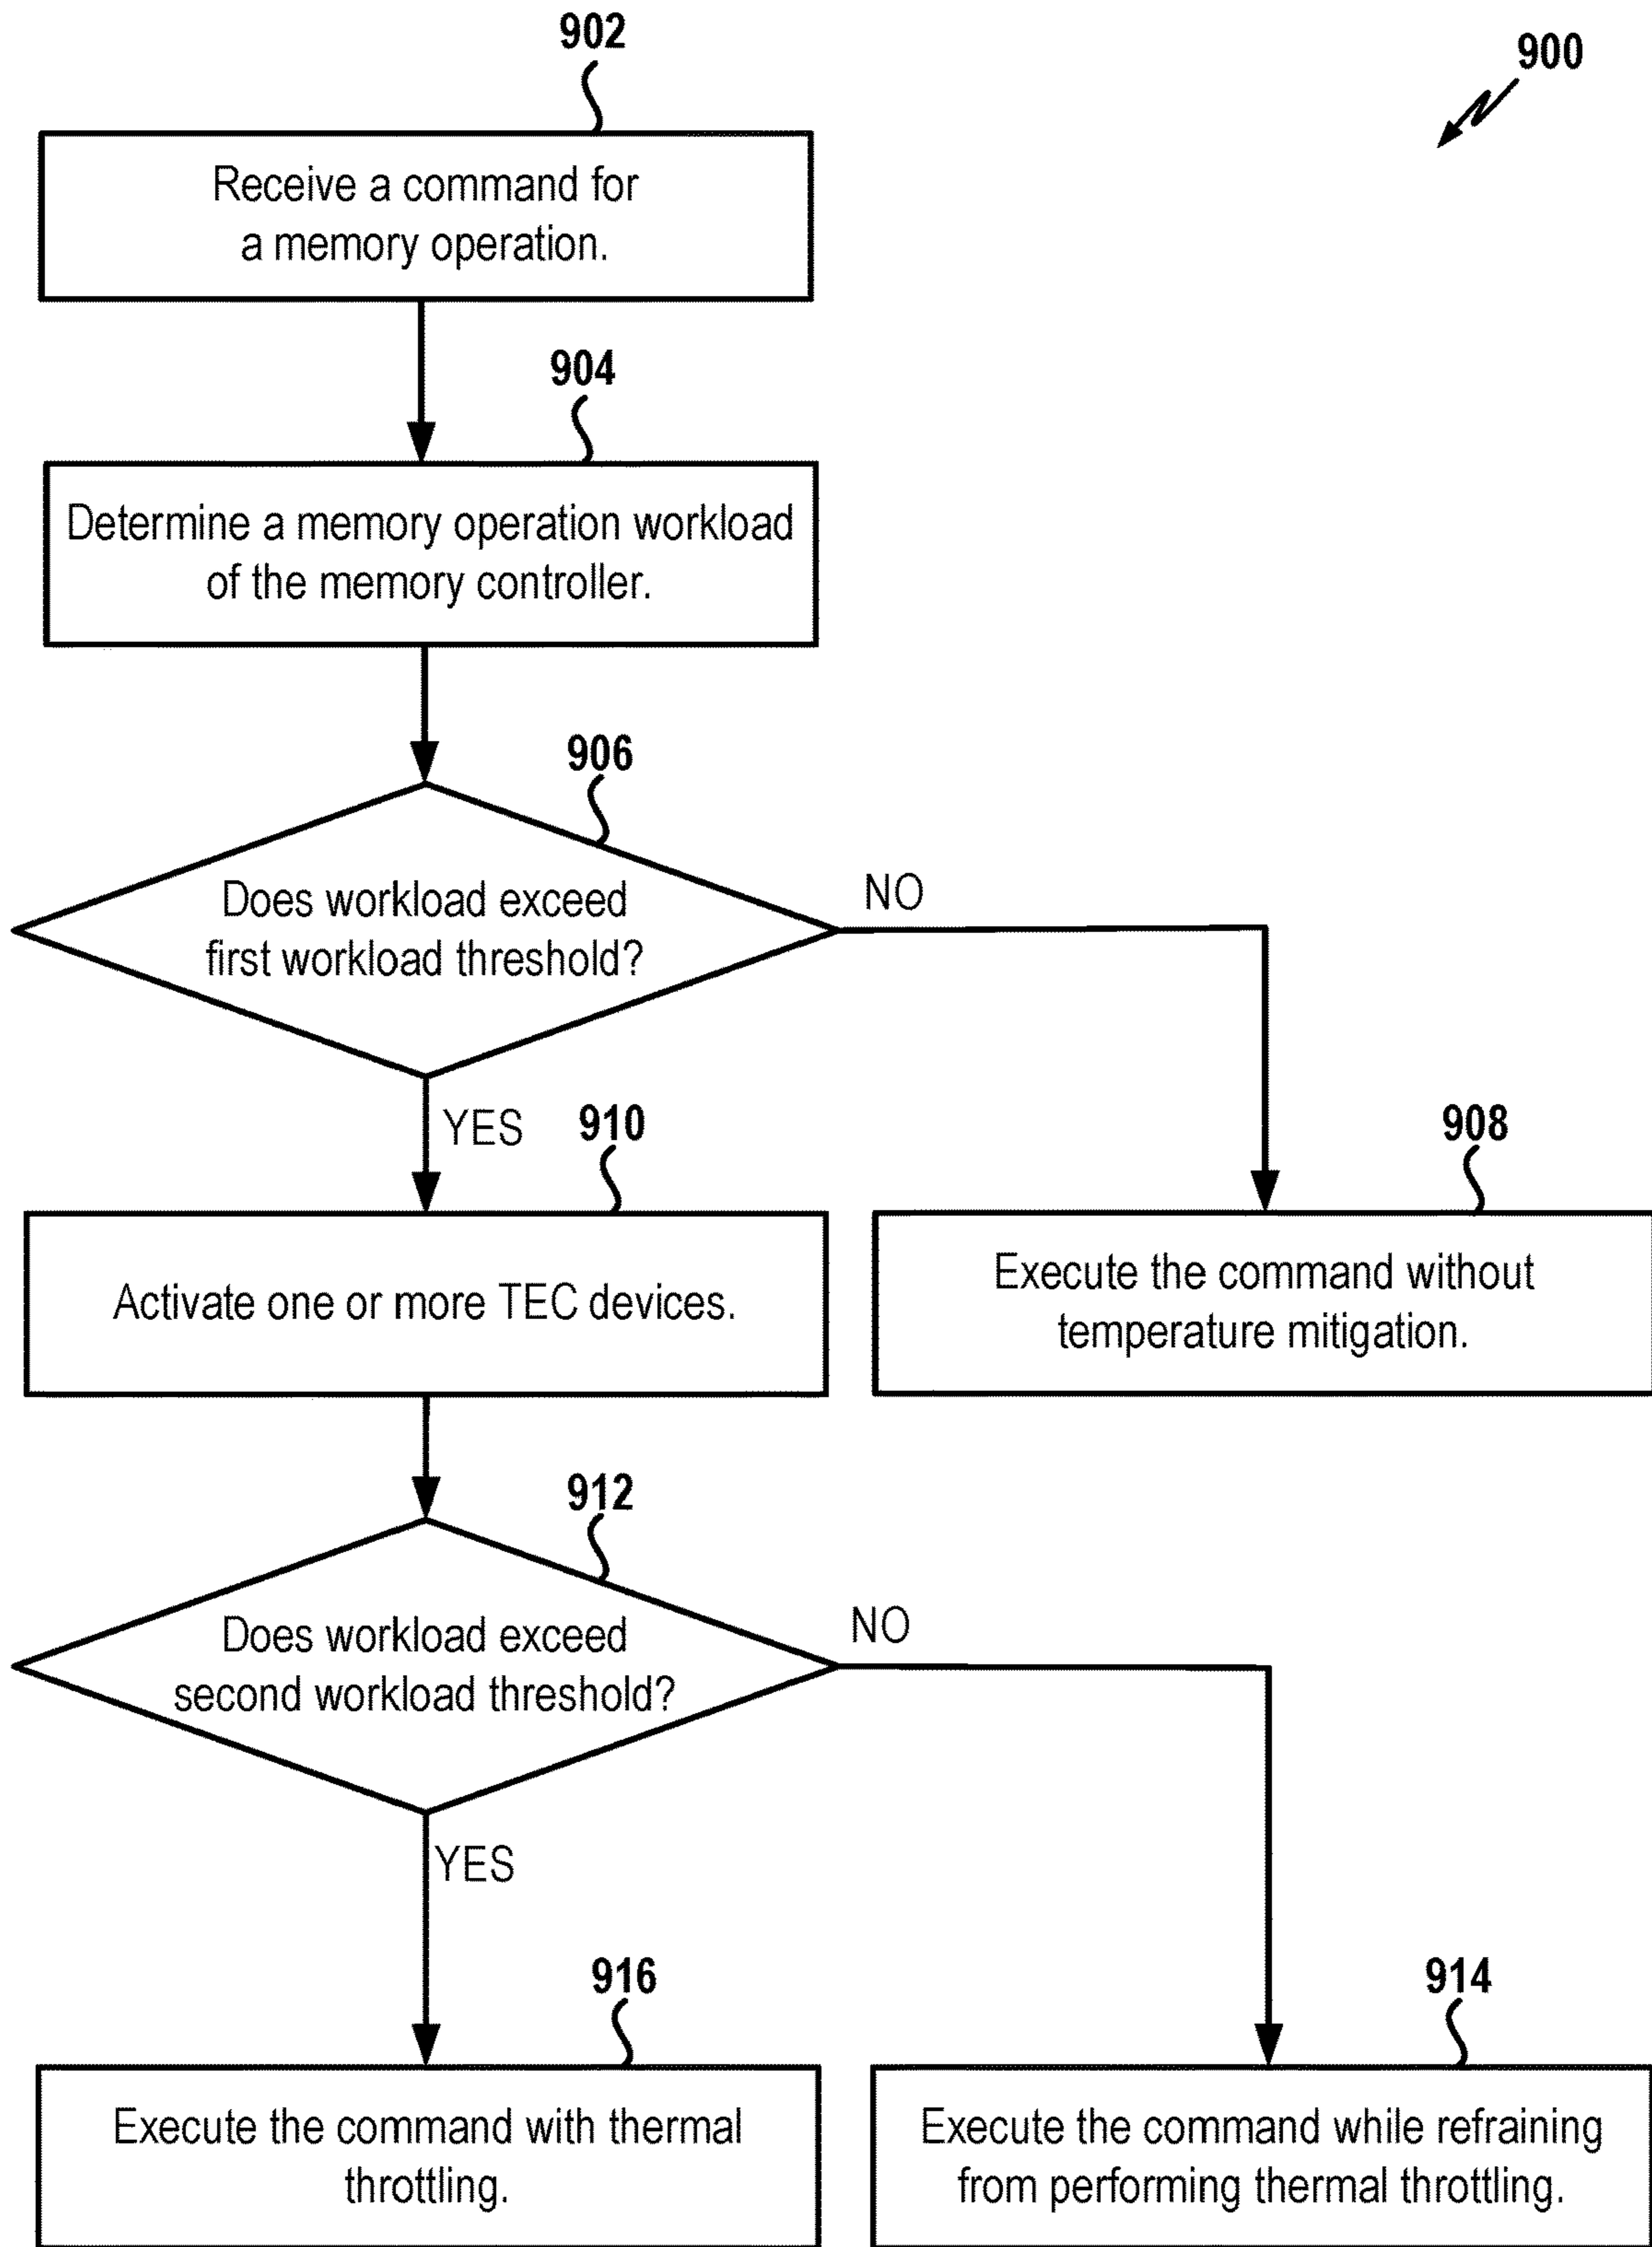 902
900
Receive a command for
a memory operation.
904
Determine a memory operation workload
of the memory controller.
906
Does workload exceed
first workload threshold?
NO
YES
910
908
Activate one or more TEC devices.
Execute the command without
temperature mitigation.
912
Does workload exceed
second workload threshold?
NO
YES
916
914
Execute the command with thermal
throttling.
Execute the command while refraining
from performing thermal throttling.